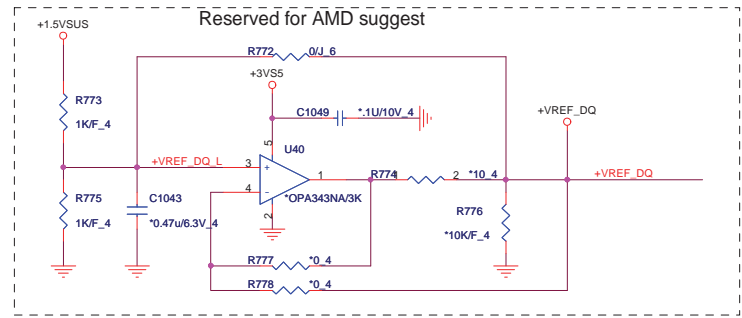 Reserved for AMD suggest
+1.5VSUS
R772
0/J_6
+3VS5
C1049
*.1U/10V_4
+VREF_DQ
R773
1K/F_4
U40
5
+VREF_DQ_L
3
+
1
R774
1
2
*10_4
+VREF_DQ
4
-
*OPA343NA/3K
2
R775
1K/F_4
C1043
*0.47u/6.3V_4
R776
*10K/F_4
R777
*0_4
R778
*0_4